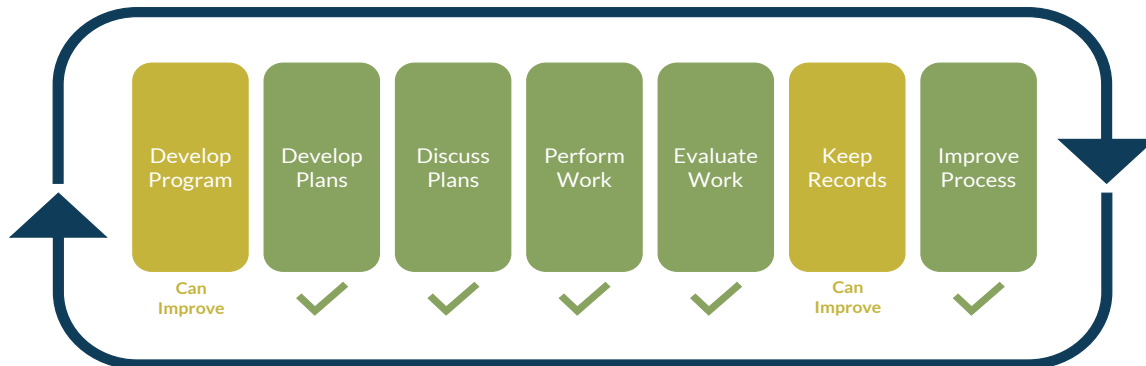 Develop
Program
Develop
Plans
Discuss
Plans
Perform
Work
Evaluate
Work
Keep
Records
Improve
Process
Can
Improve
Can
Improve